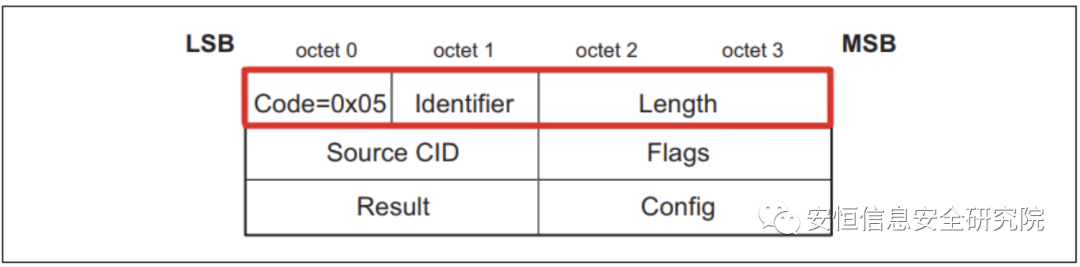 LSB octet 0 octet 1 octet 2 octet 3 MSB
Code=0x05 Identifier Length
Source CID Flags
Result Config
安恒信息安全研究院